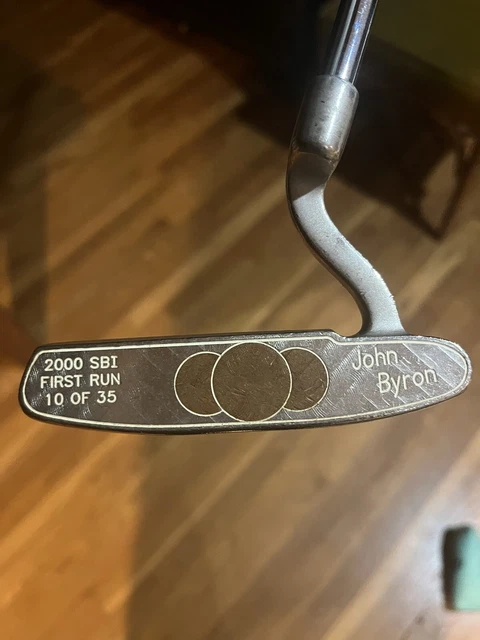 2000 SBI
FIRST RUN
10 OF 35
John
Byron